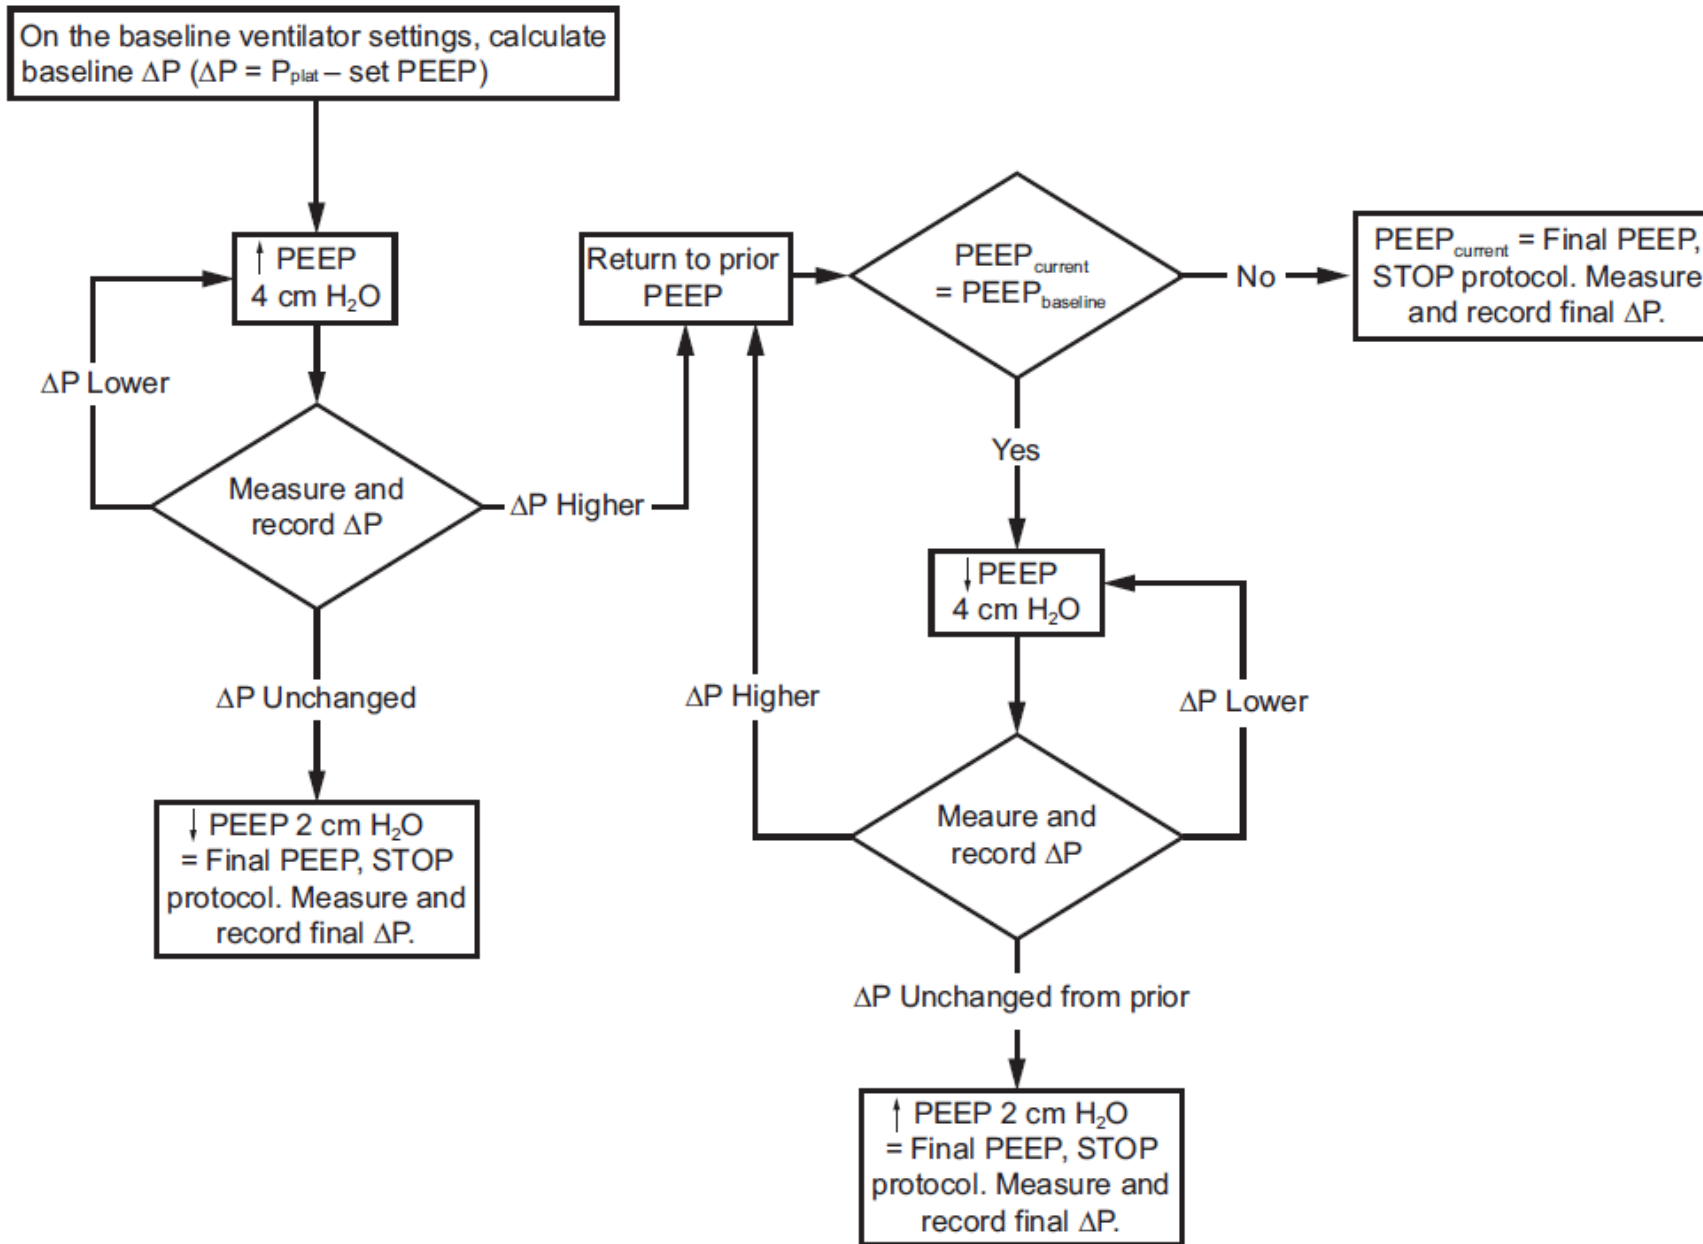 On the baseline ventilator settings, calculate
baseline ΔP (ΔP = Pplat – set PEEP)
↑ PEEP
4 cm H₂O
ΔP Lower
Measure and
record ΔP
ΔP Higher
ΔP Unchanged
↓ PEEP 2 cm H₂O
= Final PEEP, STOP
protocol. Measure and
record final ΔP.
Return to prior
PEEP
PEEPcurrent
= PEEPbaseline
No
PEEPcurrent = Final PEEP,
STOP protocol. Measure
and record final ΔP.
Yes
↓ PEEP
4 cm H₂O
ΔP Higher
ΔP Lower
Meaure and
record ΔP
ΔP Unchanged from prior
↑ PEEP 2 cm H₂O
= Final PEEP, STOP
protocol. Measure and
record final ΔP.